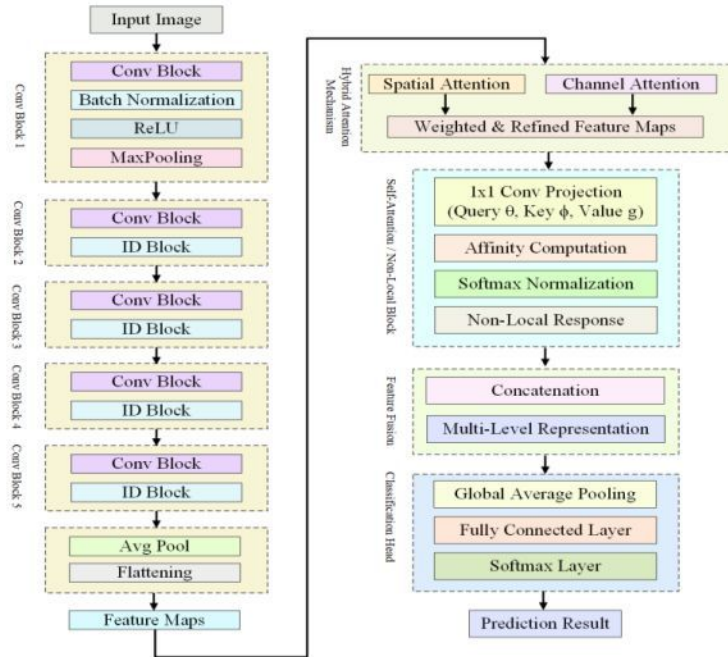 Input Image
Conv Block 1
Conv Block
Batch Normalization
ReLU
MaxPooling
Conv Block 2
Conv Block
ID Block
Conv Block 3
Conv Block
ID Block
Conv Block 4
Conv Block
ID Block
Conv Block 5
Conv Block
ID Block
Avg Pool
Flattening
Feature Maps
Hybrid Attention
Mechanism
Spatial Attention
Channel Attention
Weighted & Refined Feature Maps
Self-Attention / Non-Local Block
1x1 Conv Projection
(Query θ, Key ϕ, Value g)
Affinity Computation
Softmax Normalization
Non-Local Response
Feature Fusion
Concatenation
Multi-Level Representation
Classification Head
Global Average Pooling
Fully Connected Layer
Softmax Layer
Prediction Result